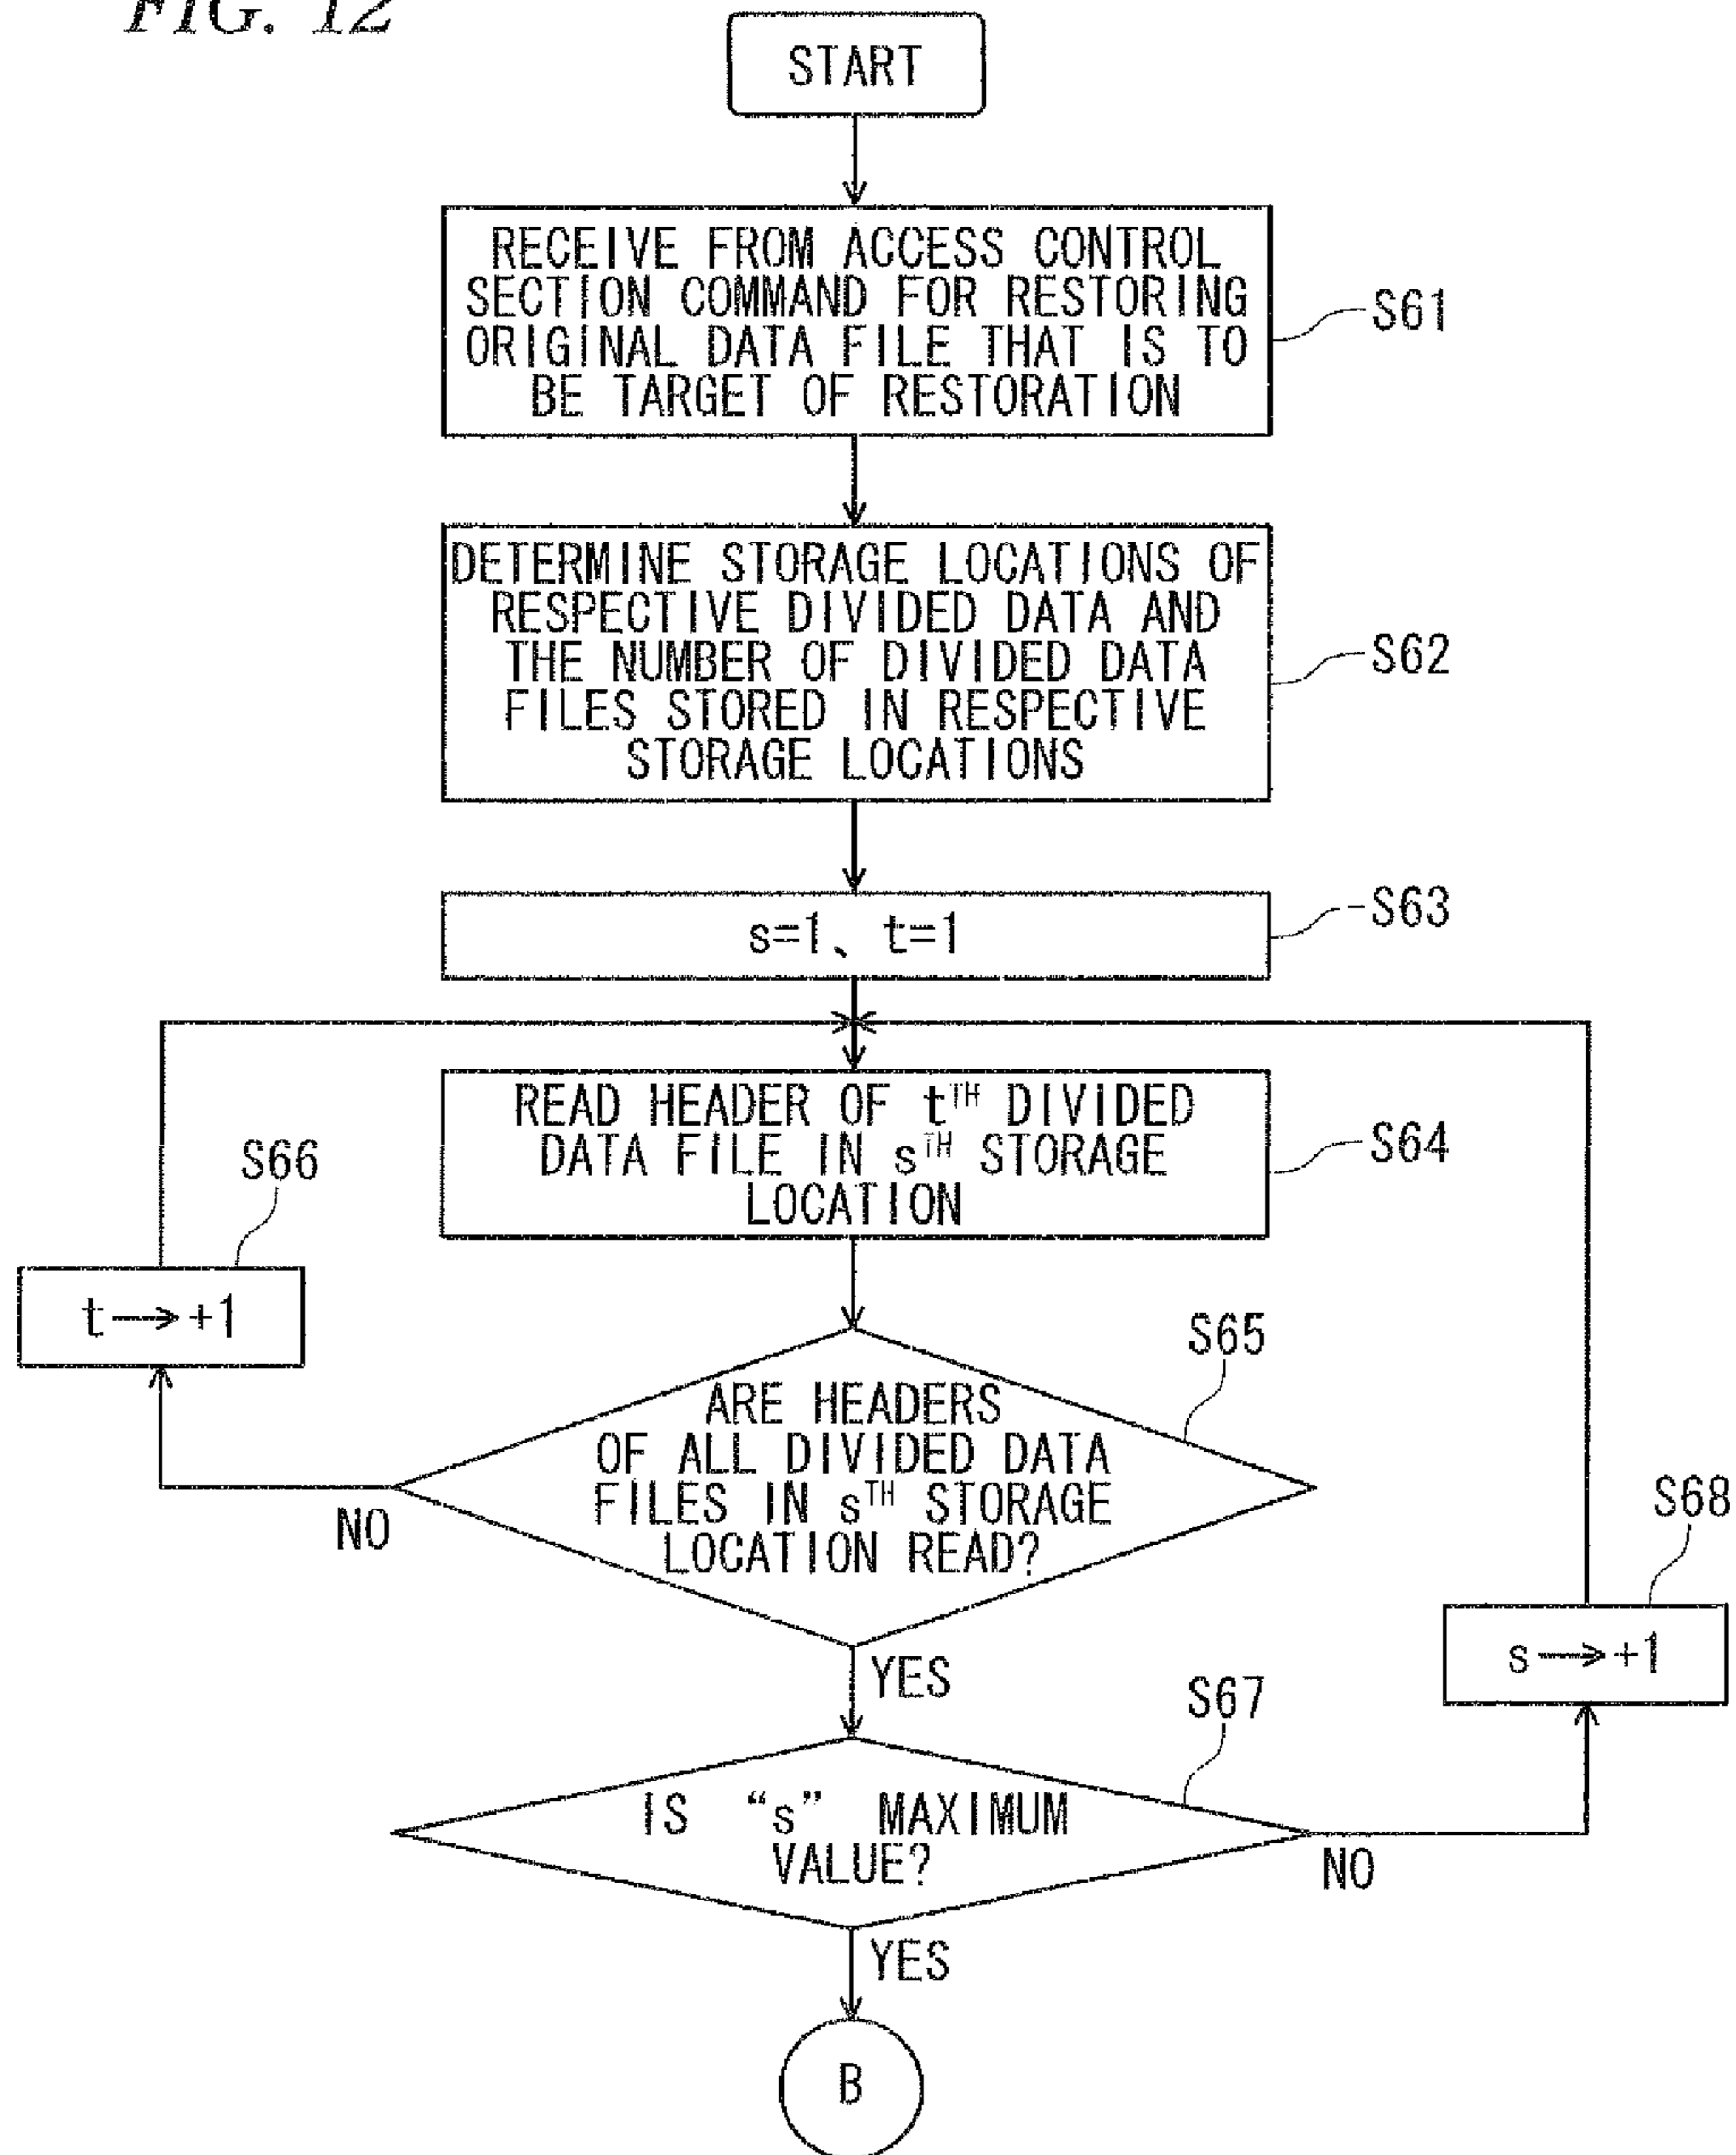 FIG. 12
START
RECEIVE FROM ACCESS CONTROL
SECTION COMMAND FOR RESTORING
ORIGINAL DATA FILE THAT IS TO
BE TARGET OF RESTORATION
S61
DETERMINE STORAGE LOCATIONS OF
RESPECTIVE DIVIDED DATA AND
THE NUMBER OF DIVIDED DATA
FILES STORED IN RESPECTIVE
STORAGE LOCATIONS
S62
s=1、t=1
S63
READ HEADER OF tTH DIVIDED
DATA FILE IN sTH STORAGE
LOCATION
S64
S66
t→+1
S65
ARE HEADERS
OF ALL DIVIDED DATA
FILES IN sTH STORAGE
LOCATION READ?
NO
YES
S68
s→+1
S67
IS “s” MAXIMUM
VALUE?
NO
YES
B